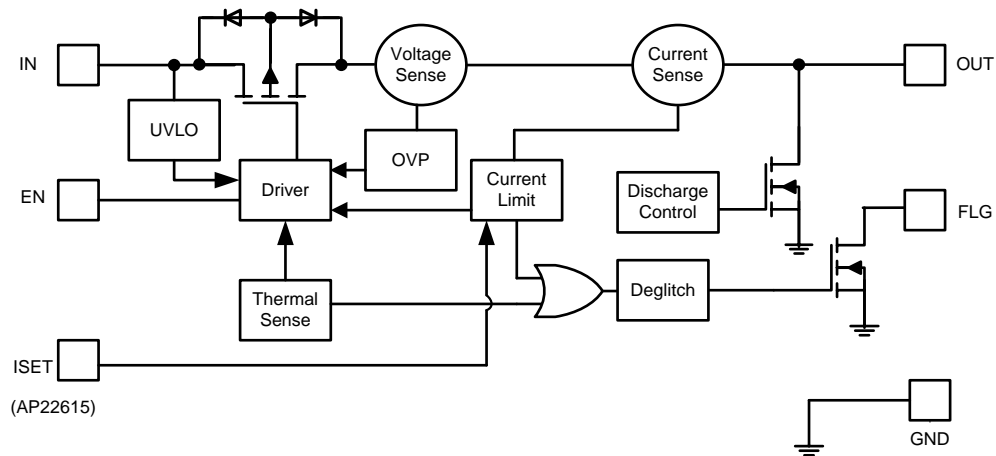 IN
Voltage
Sense
Current
Sense
OUT
UVLO
OVP
EN
Driver
Current
Limit
Discharge
Control
FLG
Thermal
Sense
Deglitch
ISET
(AP22615)
GND